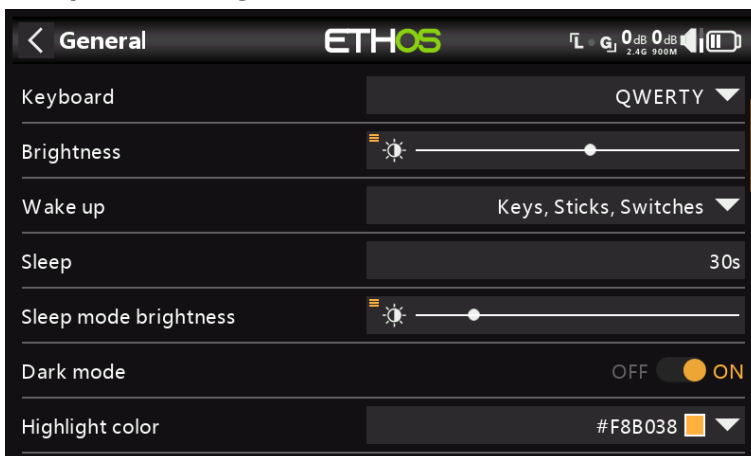 General
ETHOS
L G 0dB 0dB
2.4G 900M
Keyboard
QWERTY
Brightness
Wake up
Keys, Sticks, Switches
Sleep
30s
Sleep mode brightness
Dark mode
OFF ON
Highlight color
#F8B038